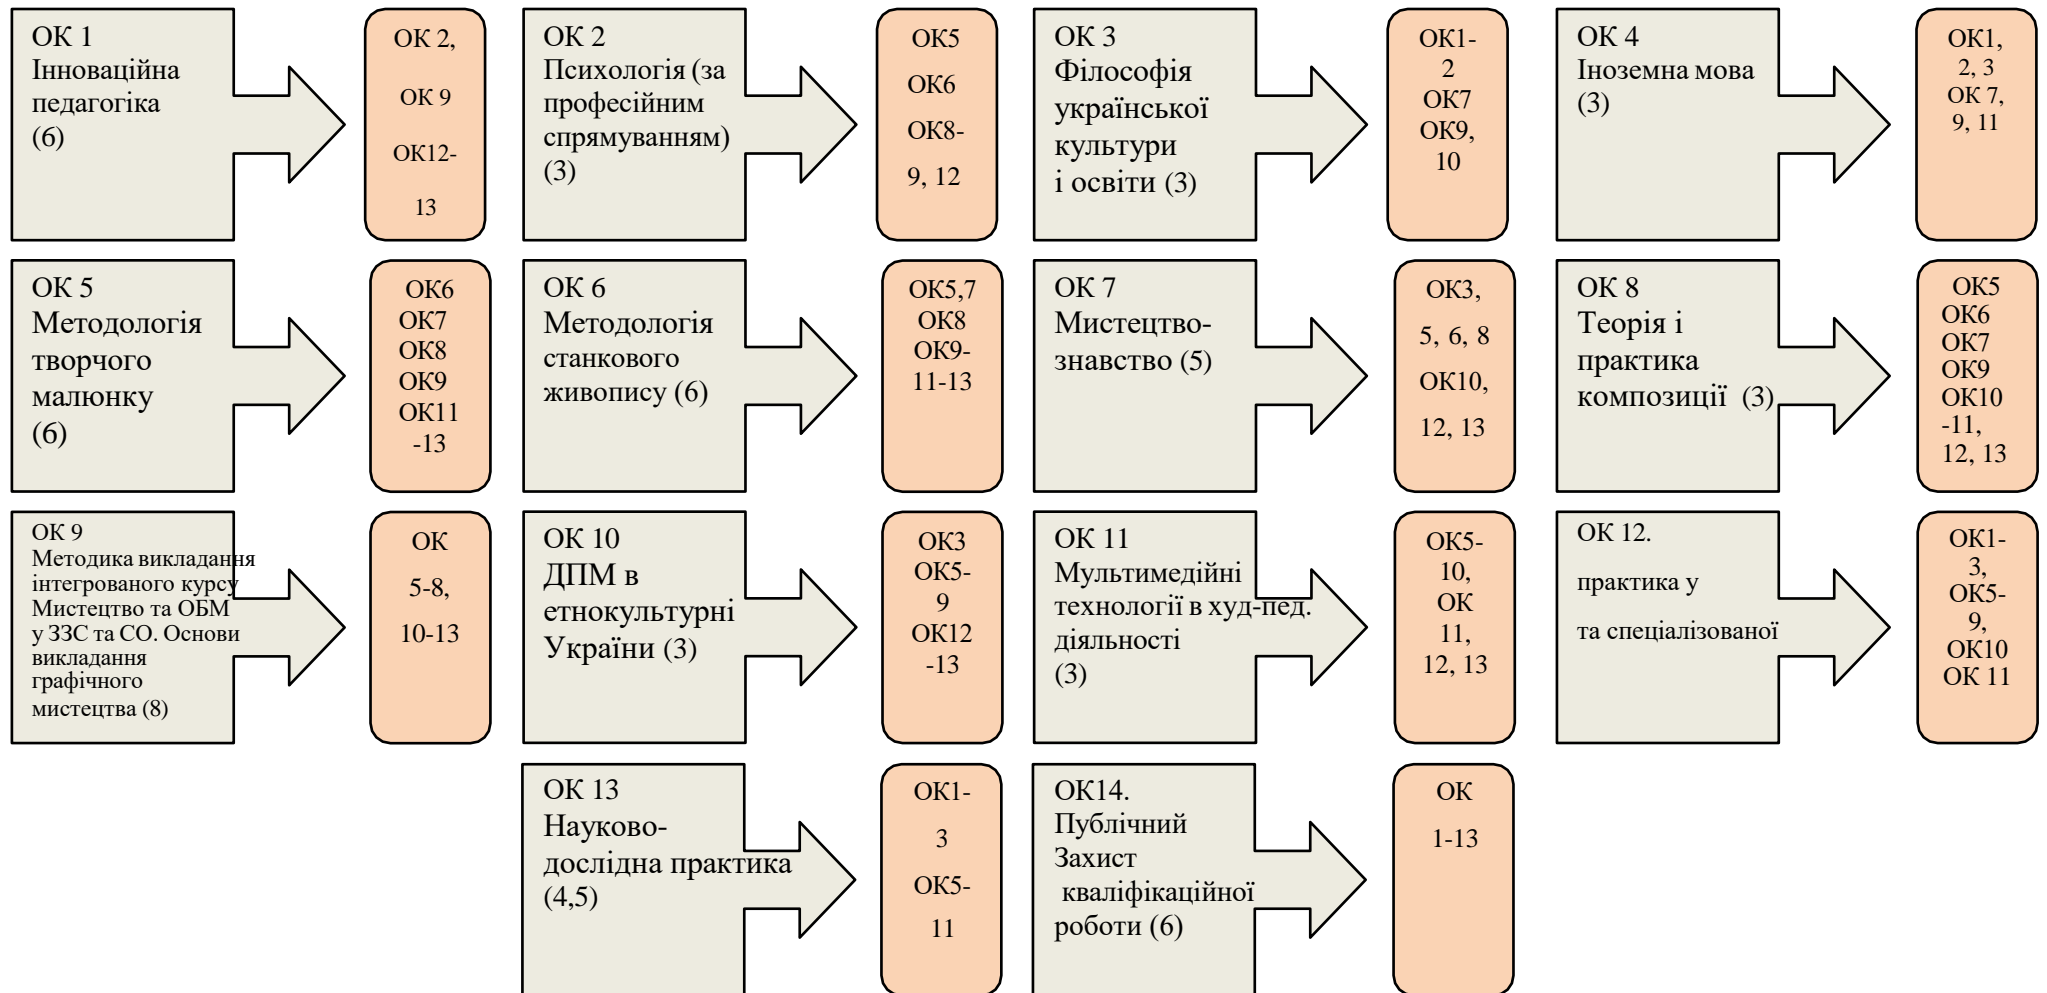 ОК 1
Інноваційна
педагогіка
(6)
ОК 2,
ОК 9
ОК12-
13
ОК 2
Психологія (за
професійним
спрямуванням)
(3)
ОК5
ОК6
ОК8-
9, 12
ОК 3
Філософія
української
культури
і освіти (3)
ОК1-
2
ОК7
ОК9,
10
ОК 4
Іноземна мова
(3)
ОК1,
2, 3
ОК 7,
9, 11
ОК 5
Методологія
творчого
малюнку
(6)
ОК6
ОК7
ОК8
ОК9
ОК11
-13
ОК 6
Методологія
станкового
живопису (6)
ОК5,7
ОК8
ОК9-
11-13
ОК 7
Мистецтво-
знавство (5)
ОК3,
5, 6, 8
ОК10,
12, 13
ОК 8
Теорія і
практика
композиції (3)
ОК5
ОК6
ОК7
ОК9
ОК10
-11,
12, 13
ОК 9
Методика викладання
інтегрованого курсу
Мистецтво та ОБМ
у ЗЗС та СО. Основи
викладання
графічного
мистецтва (8)
ОК
5-8,
10-13
ОК 10
ДПМ в
етнокультурні
України (3)
ОК3
ОК5-
9
ОК12
-13
ОК 11
Мультимедійні
технології в худ-пед.
діяльності
(3)
ОК5-
10,
ОК
11,
12, 13
ОК 12.
практика у
та спеціалізованої
ОК1-
3,
ОК5-
9,
ОК10
ОК 11
ОК 13
Науково-
дослідна практика
(4,5)
ОК1-
3
ОК5-
11
ОК14.
Публічний
Захист
кваліфікаційної
роботи (6)
ОК
1-13